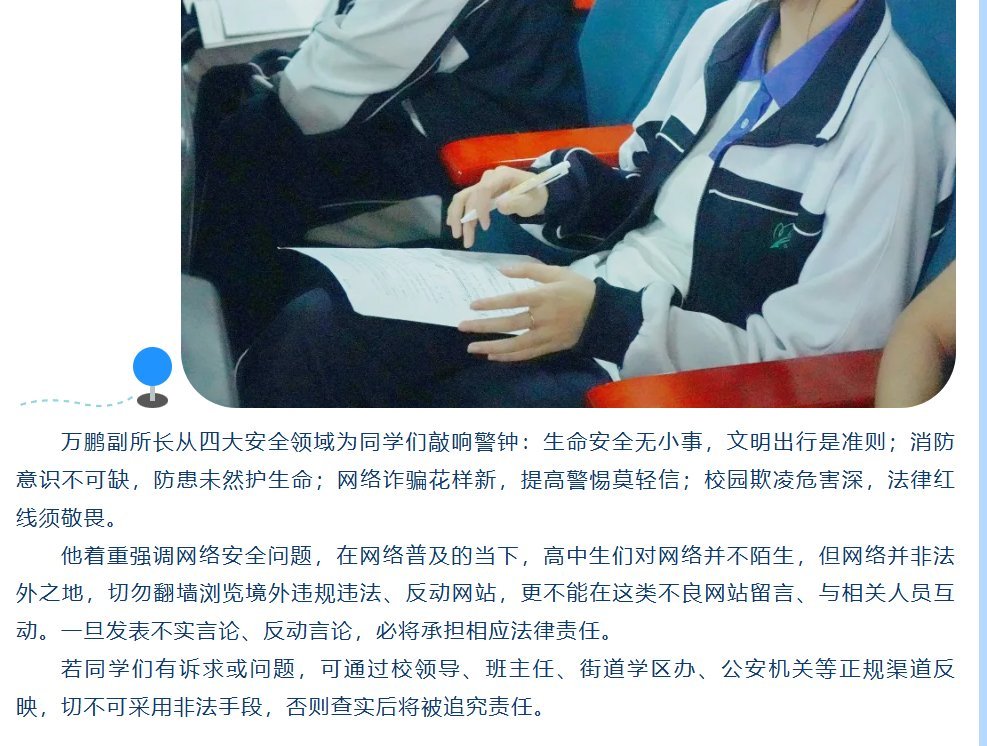 万鹏副所长从四大安全领域为同学们敲响警钟：生命安全无小事，文明出行是准则；消防
意识不可缺，防患未然护生命；网络诈骗花样新，提高警惕莫轻信；校园欺凌危害深，法律红
线须敬畏。
他着重强调网络安全问题，在网络普及的当下，高中生们对网络并不陌生，但网络并非法
外之地，切勿翻墙浏览境外违规违法、反动网站，更不能在这类不良网站留言、与相关人员互
动。一旦发表不实言论、反动言论，必将承担相应法律责任。
若同学们有诉求或问题，可通过校领导、班主任、街道学区办、公安机关等正规渠道反
映，切不可采用非法手段，否则查实后将被追究责任。